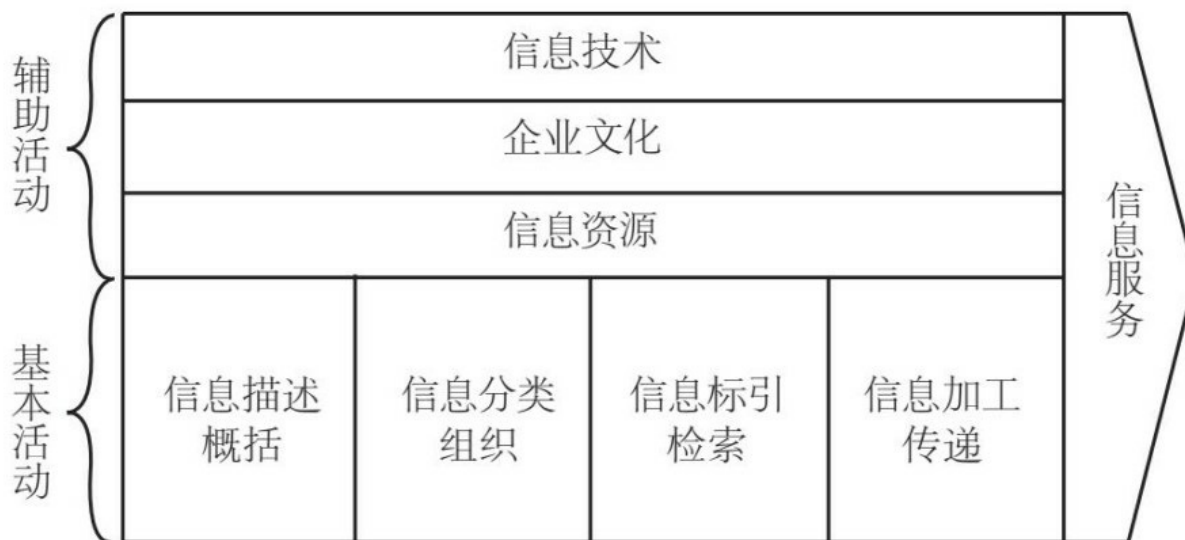 辅助活动
信息技术
企业文化
信息资源
基本活动
信息描述
概括
信息分类
组织
信息标引
检索
信息加工
传递
信息服务